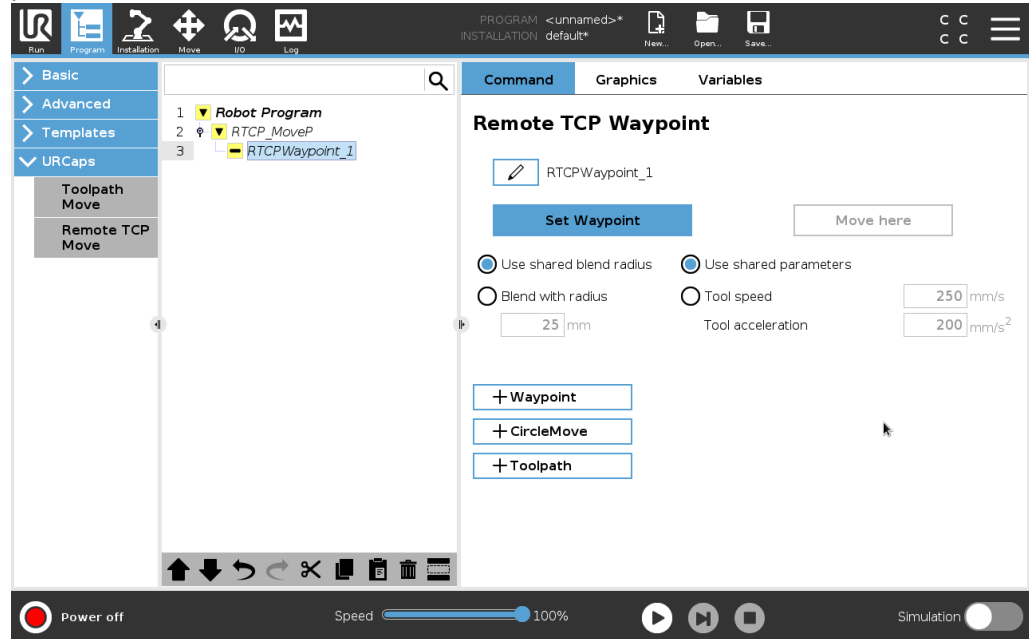 UR
Run
Program
Installation
Move
I/O
Log
PROGRAM <unnamed>*
INSTALLATION default*
New...
Open...
Save...
C C
C C
Basic
Advanced
Templates
URCaps
Toolpath
Move
Remote TCP
Move
1 Robot Program
2 RTCP_MoveP
3 RTCPWaypoint_1
Command Graphics Variables
Remote TCP Waypoint
RTCPWaypoint_1
Set Waypoint
Move here
Use shared blend radius
Use shared parameters
Blend with radius
Tool speed 250 mm/s
25 mm
Tool acceleration 200 mm/s²
+Waypoint
+CircleMove
+Toolpath
Power off
Speed 100%
Simulation